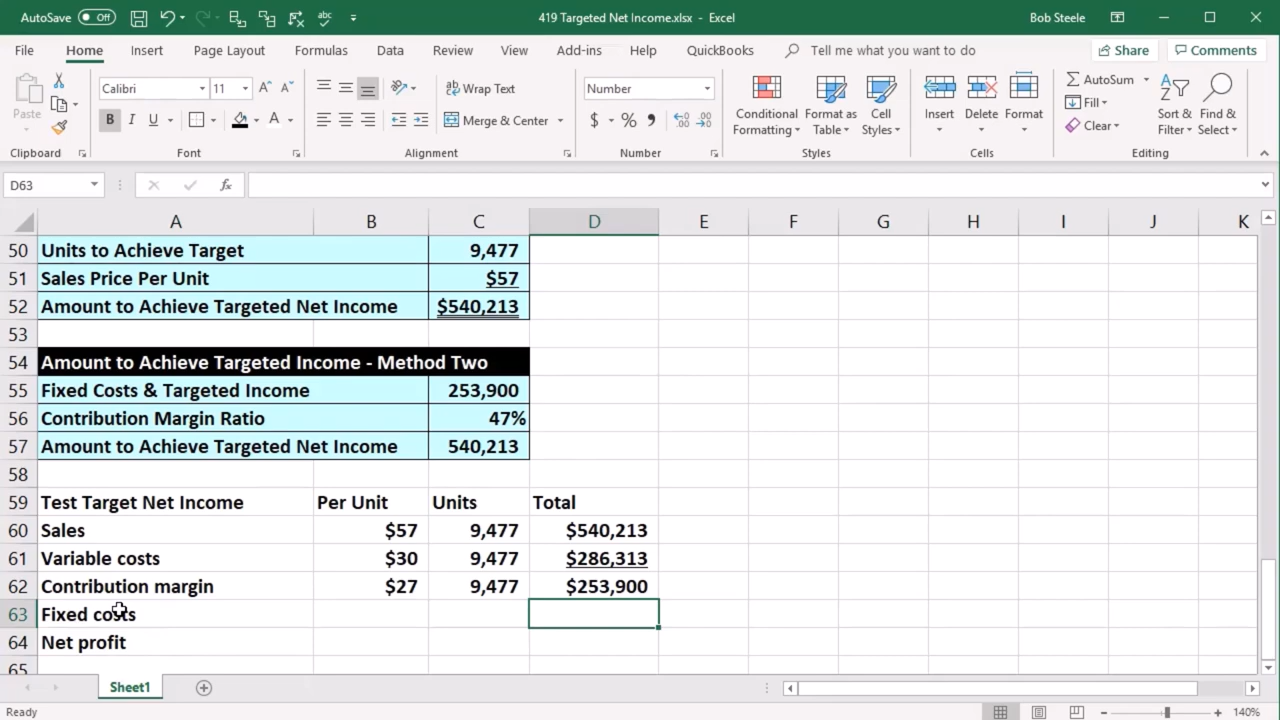 AutoSave Off 419 Targeted Net Income.xlsx - Excel Bob Steele
File Home Insert Page Layout Formulas Data Review View Add-ins Help QuickBooks Tell me what you want to do Share Comments
Paste Calibri 11 A A Wrap Text Number Conditional Formatting Format as Table Cell Styles Insert Delete Format AutoSum Sort & Filter Find & Select
B I U A Merge & Center $ % , Fill
Clear
Clipboard Font Alignment Number Styles Cells Editing
D63 fx
A B C D E F G H I J K
50 Units to Achieve Target 9,477
51 Sales Price Per Unit $57
52 Amount to Achieve Targeted Net Income $540,213
53
54 Amount to Achieve Targeted Income - Method Two
55 Fixed Costs & Targeted Income 253,900
56 Contribution Margin Ratio 47%
57 Amount to Achieve Targeted Net Income 540,213
58
59 Test Target Net Income Per Unit Units Total
60 Sales $57 9,477 $540,213
61 Variable costs $30 9,477 $286,313
62 Contribution margin $27 9,477 $253,900
63 Fixed costs
64 Net profit
65
Sheet1
Ready 140%